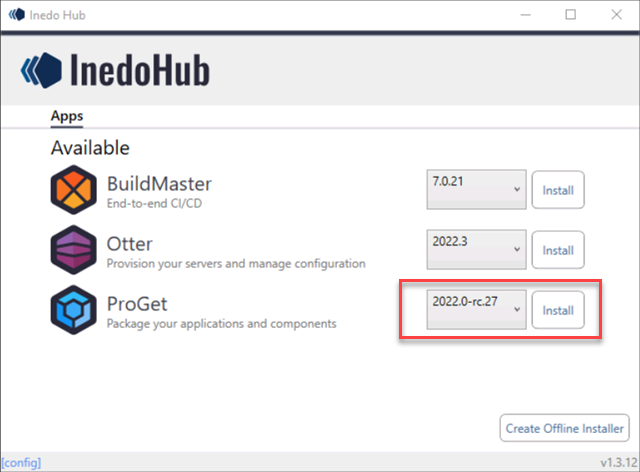 Inedo Hub
InedoHub
Apps
Available
BuildMaster
End-to-end CI/CD
7.0.21
Install
Otter
Provision your servers and manage configuration
2022.3
Install
ProGet
Package your applications and components
2022.0-rc.27
Install
Create Offline Installer
[config]
v1.3.12